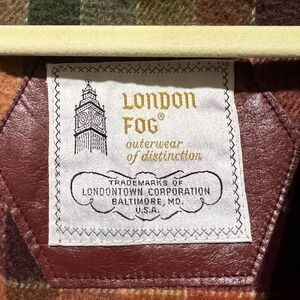 LONDON
FOG®
outerwear
of distinction
TRADEMARKS OF
LONDONTOWN CORPORATION
BALTIMORE, MD.
U.S.A.